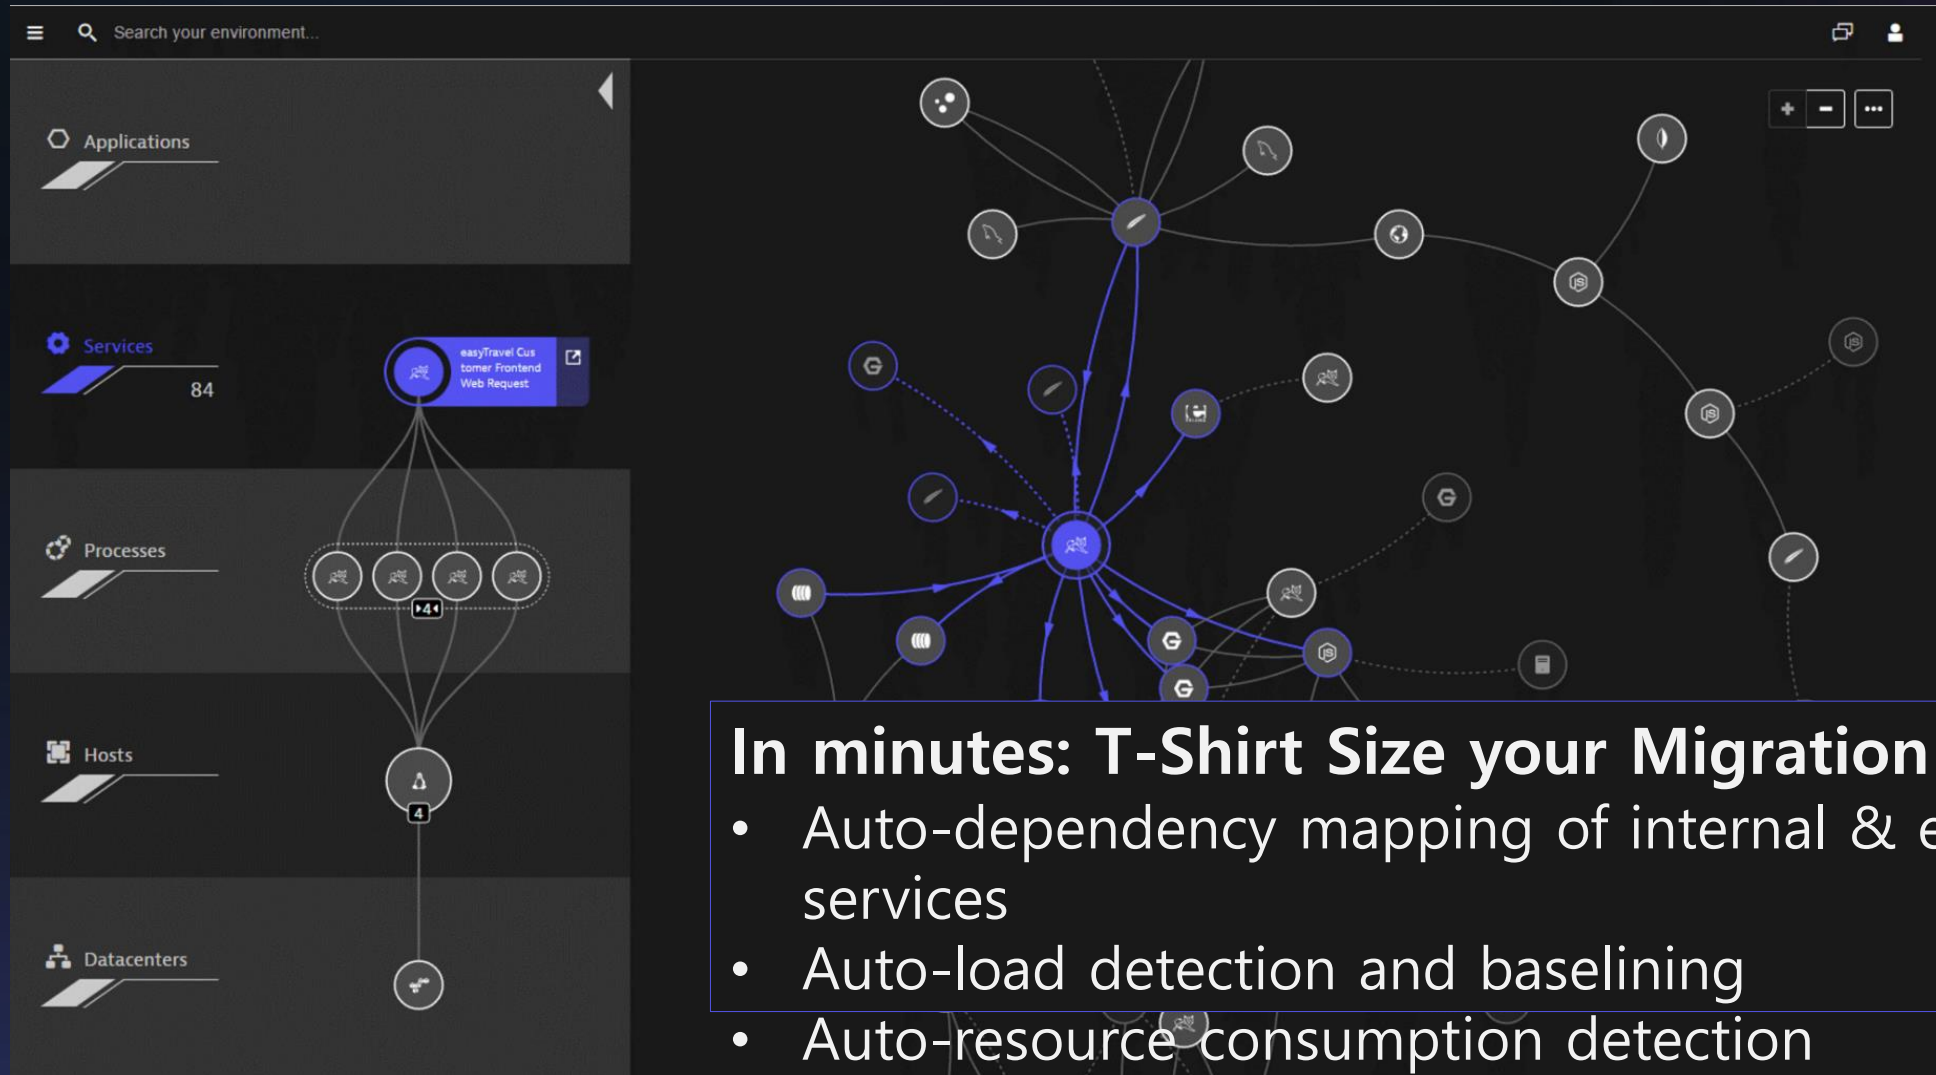 Search your environment...
Applications
Services
84
easyTravel Cus
tomer Frontend
Web Request
Processes
4
Hosts
4
Datacenters
In minutes: T-Shirt Size your Migration
• Auto-dependency mapping of internal &
services
• Auto-load detection and baselining
• Auto-resource consumption detection